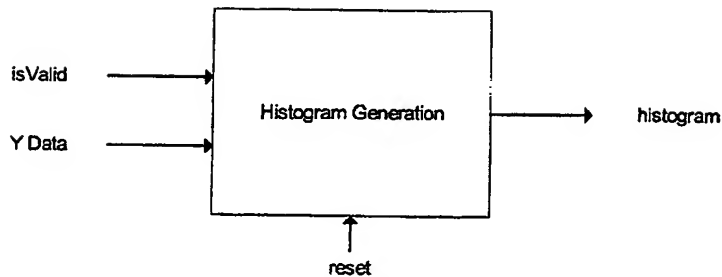 isValid
Y Data
Histogram Generation
histogram
reset